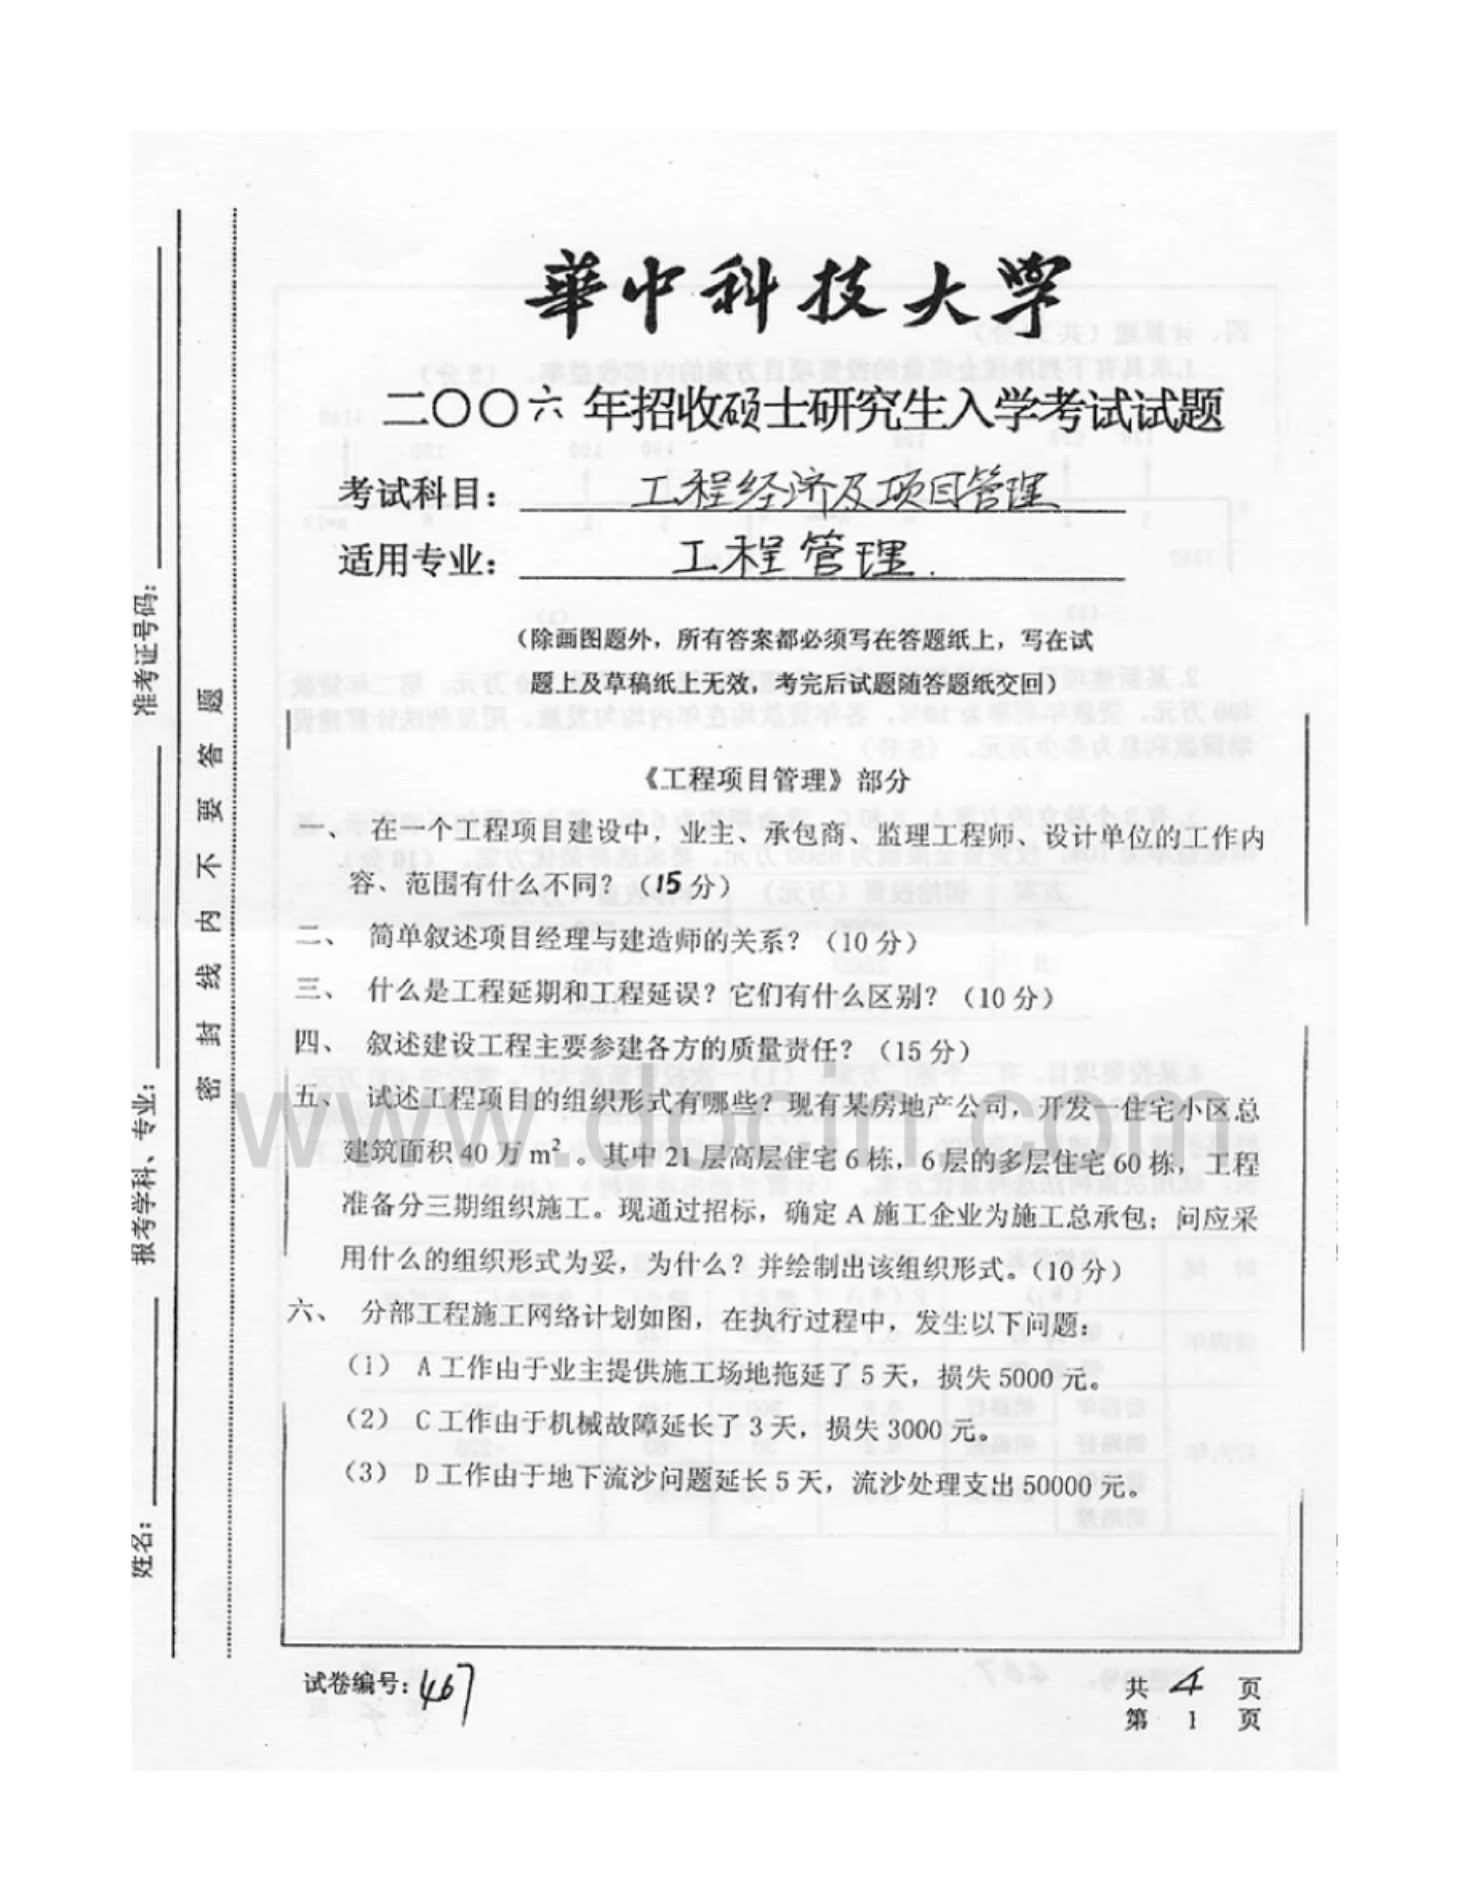 華中科技大学
二〇〇六年招收硕士研究生入学考试试题
考试科目： 工程经济及项目管理
适用专业： 工程管理.
（除画图题外，所有答案都必须写在答题纸上，写在试
题上及草稿纸上无效，考完后试题随答题纸交回）
准考证号码：
报考学科、专业：
姓名：
密封线内不要答题
《工程项目管理》部分
一、 在一个工程项目建设中，业主、承包商、监理工程师、设计单位的工作内
容、范围有什么不同？（15分）
二、 简单叙述项目经理与建造师的关系？（10分）
三、 什么是工程延期和工程延误？它们有什么区别？（10分）
四、 叙述建设工程主要参建各方的质量责任？（15分）
五、 试述工程项目的组织形式有哪些？现有某房地产公司，开发一住宅小区总
建筑面积40万m²。其中21层高层住宅6栋，6层的多层住宅60栋，工程
准备分三期组织施工。现通过招标，确定A施工企业为施工总承包；问应采
用什么的组织形式为妥，为什么？并绘制出该组织形式。（10分）
六、 分部工程施工网络计划如图，在执行过程中，发生以下问题：
（1） A工作由于业主提供施工场地拖延了5天，损失5000元。
（2） C工作由于机械故障延长了3天，损失3000元。
（3） D工作由于地下流沙问题延长5天，流沙处理支出50000元。
www.docin.com
试卷编号：467
共 4 页
第 1 页